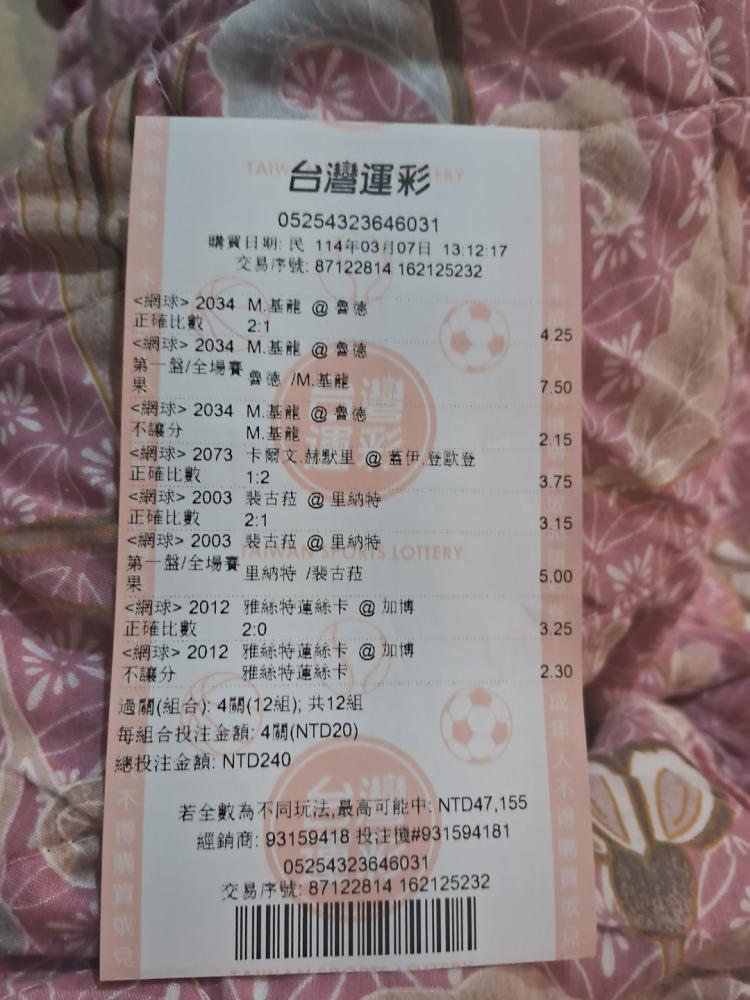 台灣運彩
05254323646031
購買日期: 民 114年03月07日 13:12:17
交易序號: 87122814 162125232
<網球> 2034 M.基龍 @ 魯德
正確比數 2:1 4.25
<網球> 2034 M.基龍 @ 魯德
第一盤/全場賽果 魯德 /M.基龍 7.50
<網球> 2034 M.基龍 @ 魯德
不讓分 M.基龍 2.15
<網球> 2073 卡爾文.赫默里 @ 蓋伊.登歐登
正確比數 1:2 3.75
<網球> 2003 裴古菈 @ 里納特
正確比數 2:1 3.15
<網球> 2003 裴古菈 @ 里納特
TAIWAN SPORTS LOTTERY
第一盤/全場賽果 里納特 /裴古菈 5.00
<網球> 2012 雅絲特蓮絲卡 @ 加博
正確比數 2:0 3.25
<網球> 2012 雅絲特蓮絲卡 @ 加博
不讓分 雅絲特蓮絲卡 2.30
過關(組合): 4關(12組); 共12組
每組合投注金額: 4關(NTD20)
總投注金額: NTD240
若全數為不同玩法,最高可能中: NTD47,155
經銷商: 93159418 投注機#931594181
05254323646031
交易序號: 87122814 162125232